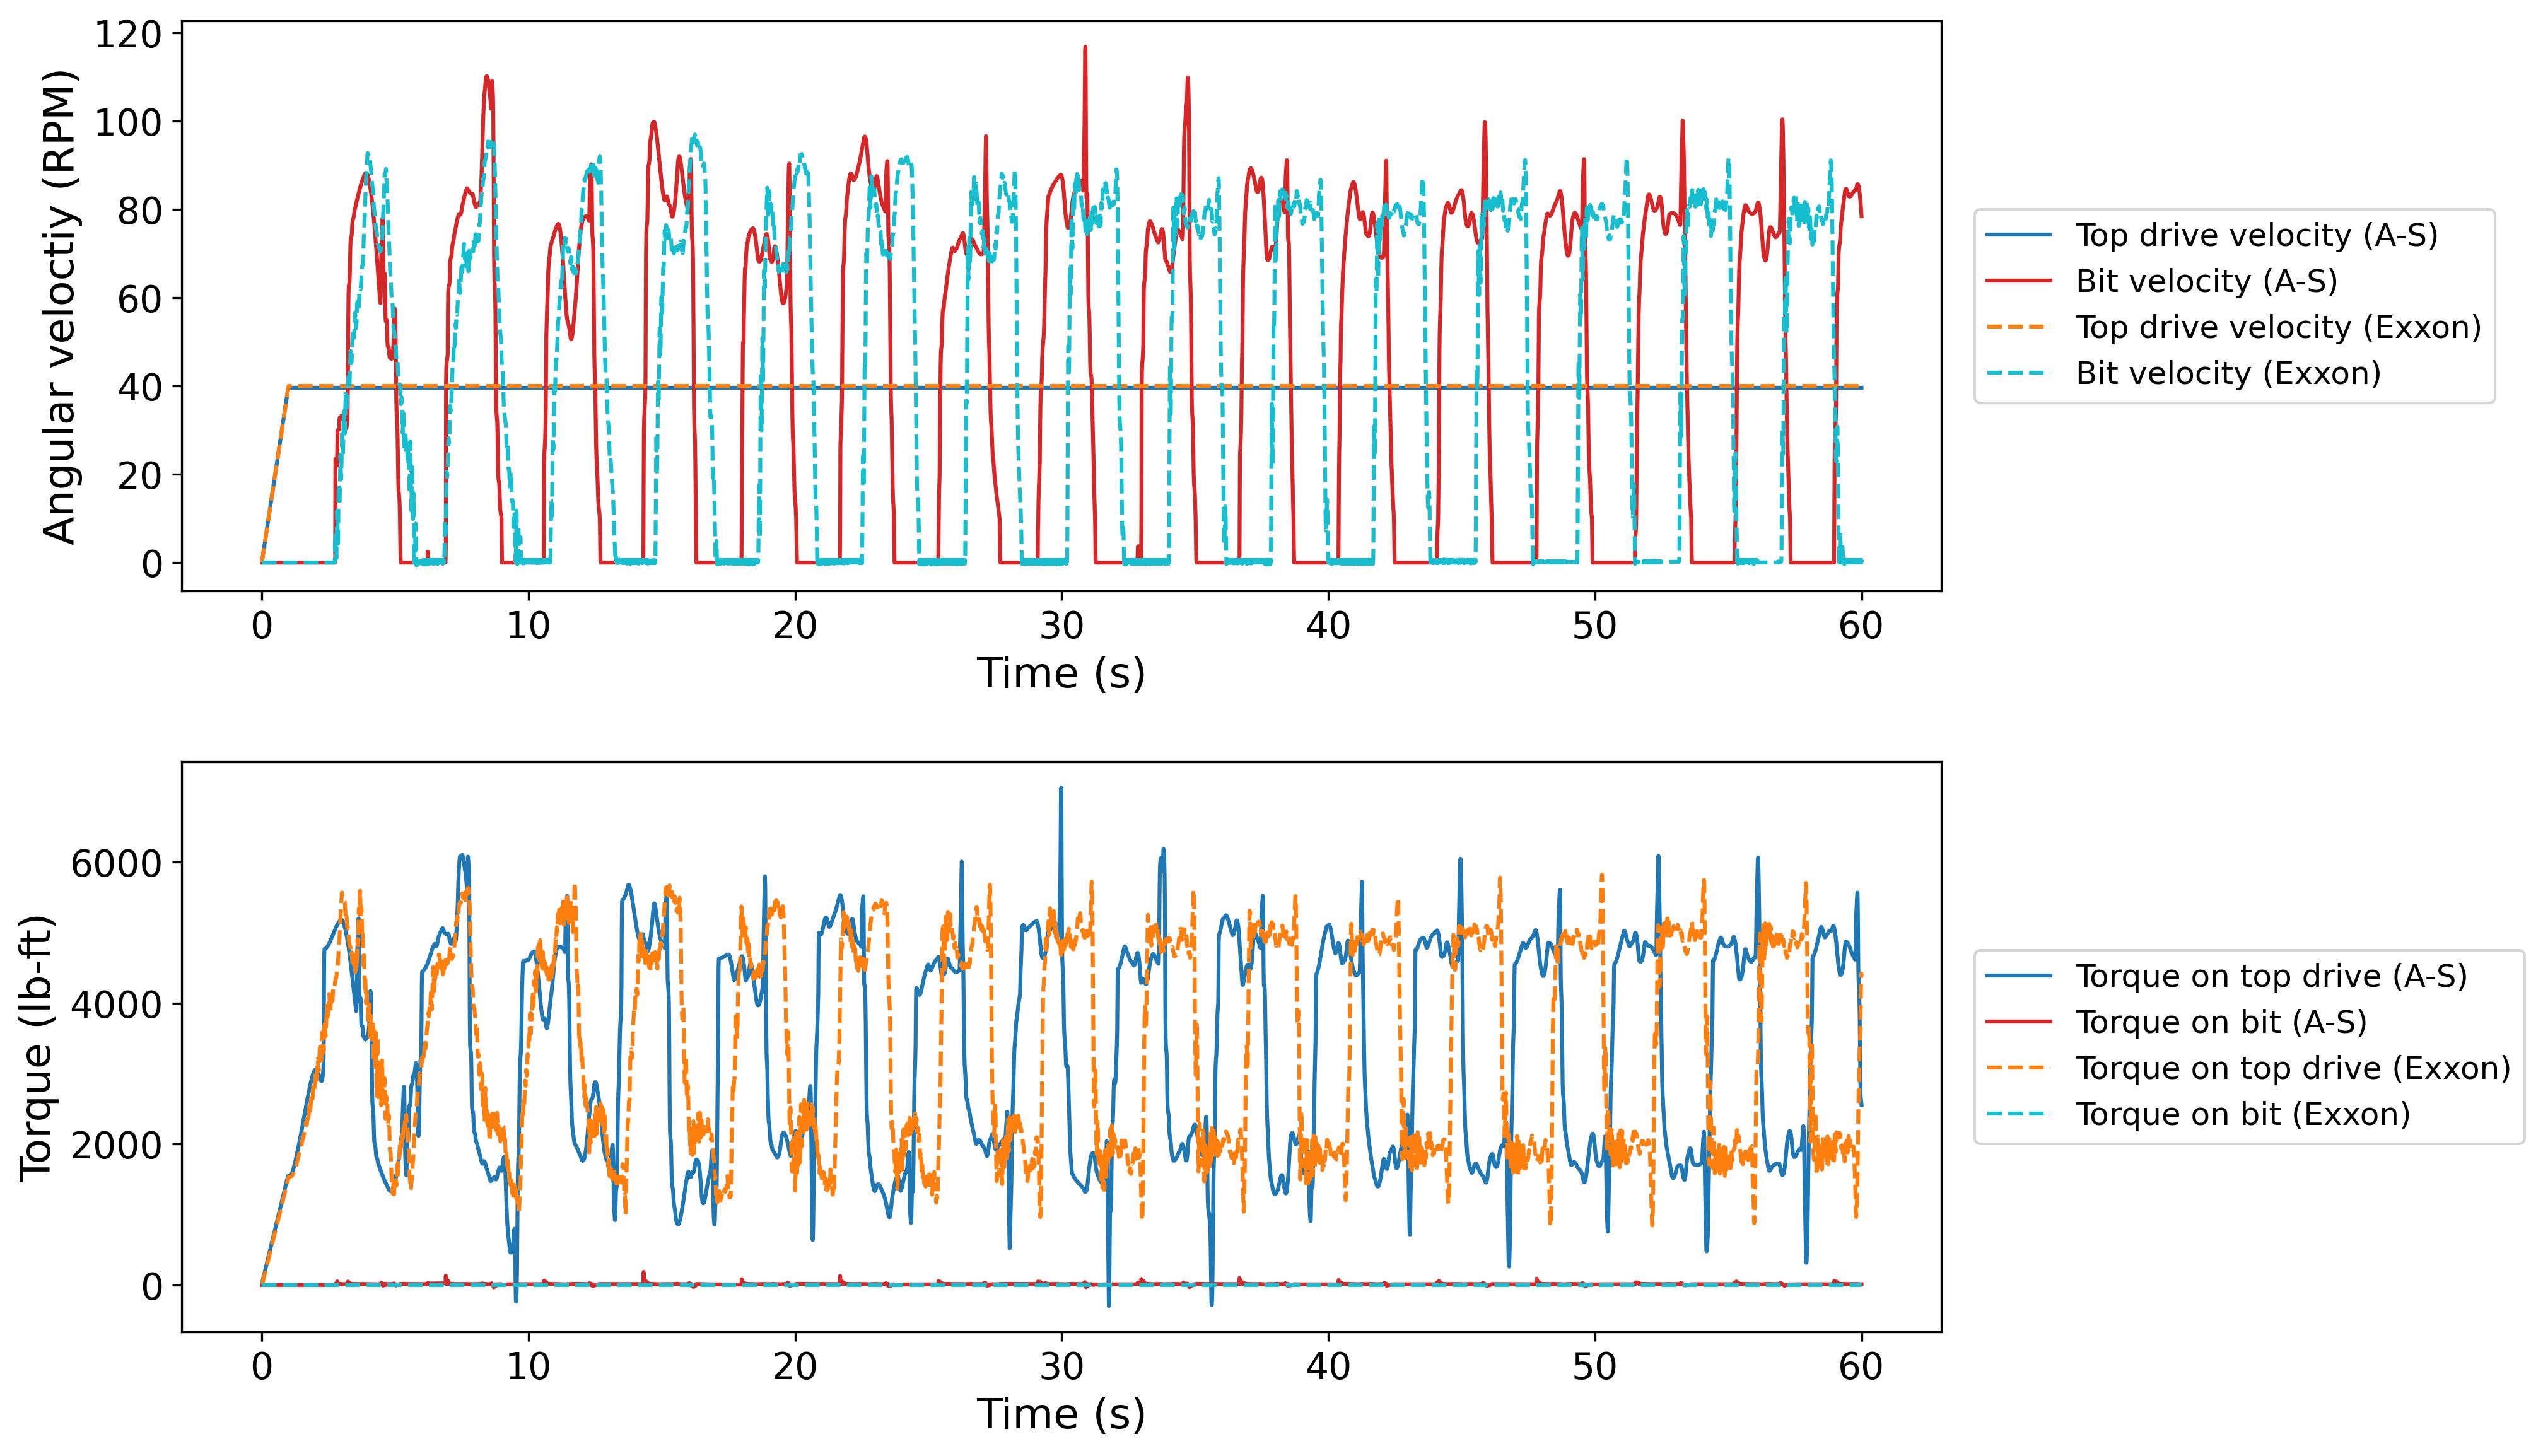 120
100
80
60
40
20
0
Angular veloctiy (RPM)
0 10 20 30 40 50 60
Time (s)
Top drive velocity (A-S)
Bit velocity (A-S)
Top drive velocity (Exxon)
Bit velocity (Exxon)
6000
4000
2000
0
Torque (lb-ft)
0 10 20 30 40 50 60
Time (s)
Torque on top drive (A-S)
Torque on bit (A-S)
Torque on top drive (Exxon)
Torque on bit (Exxon)